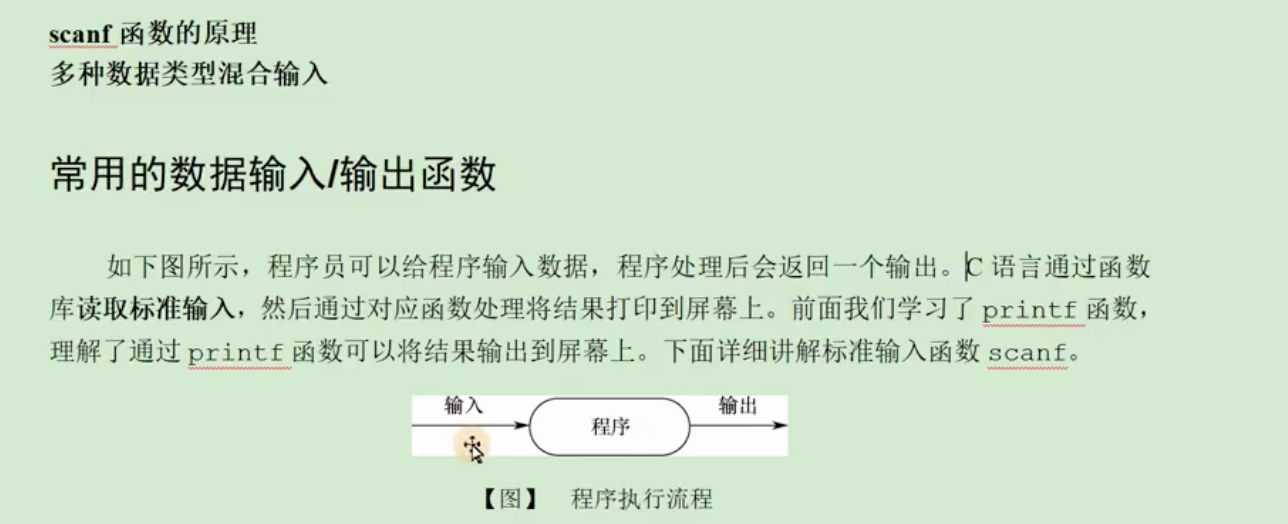 scanf 函数的原理
多种数据类型混合输入
常用的数据输入/输出函数
如下图所示，程序员可以给程序输入数据，程序处理后会返回一个输出。C 语言通过函数
库读取标准输入，然后通过对应函数处理将结果打印到屏幕上。前面我们学习了 printf 函数，
理解了通过 printf 函数可以将结果输出到屏幕上。下面详细讲解标准输入函数 scanf。
输入
程序
输出
【图】 程序执行流程